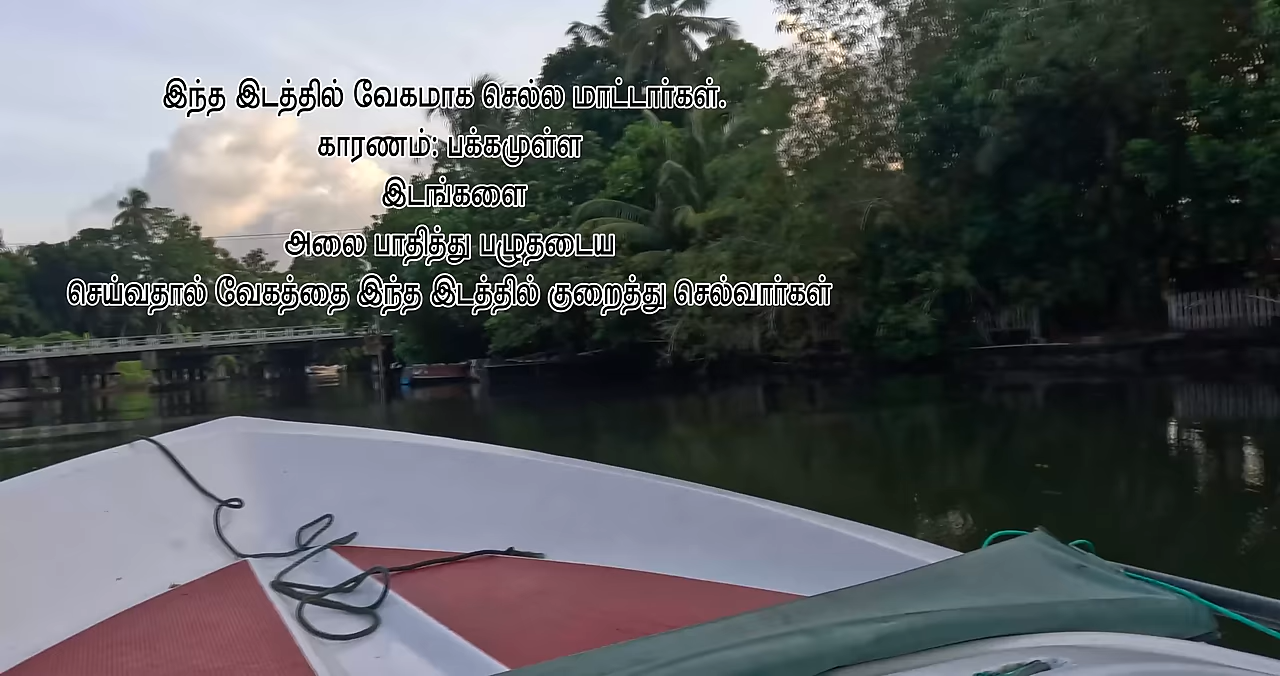 இந்த இடத்தில் வேகமாக செல்ல மாட்டார்கள்.
காரணம்: பக்கமுள்ள
இடங்களை
அலை பாதித்து பழுதடைய
செய்வதால் வேகத்தை இந்த இடத்தில் குறைத்து செல்வார்கள்